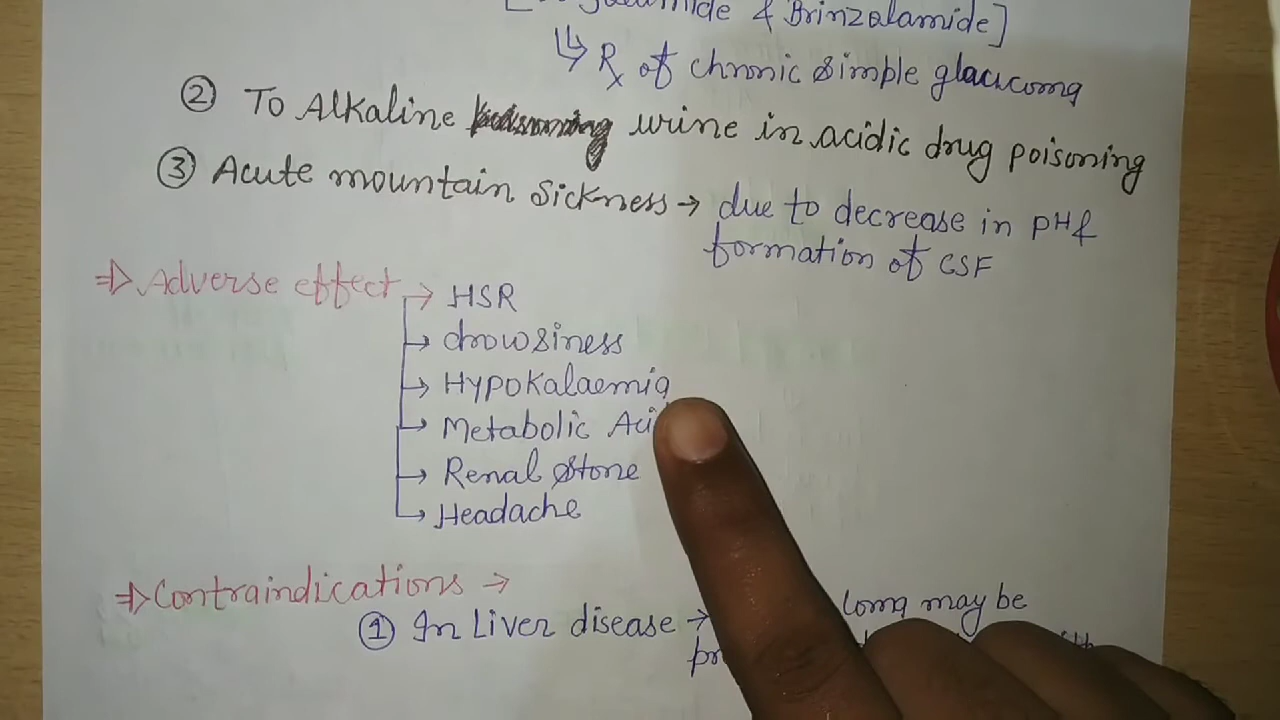 & Brinzalamide]
Rx of chronic simple glaucoma
② To Alkaline urine in acidic drug poisoning
③ Acute mountain Sickness → due to decrease in pH &
formation of CSF
⇒ Adverse effect → HSR
→ drowsiness
→ Hypokalaemia
→ Metabolic Aci
→ Renal stone
→ Headache
⇒ Contraindications →
① In Liver disease → may be